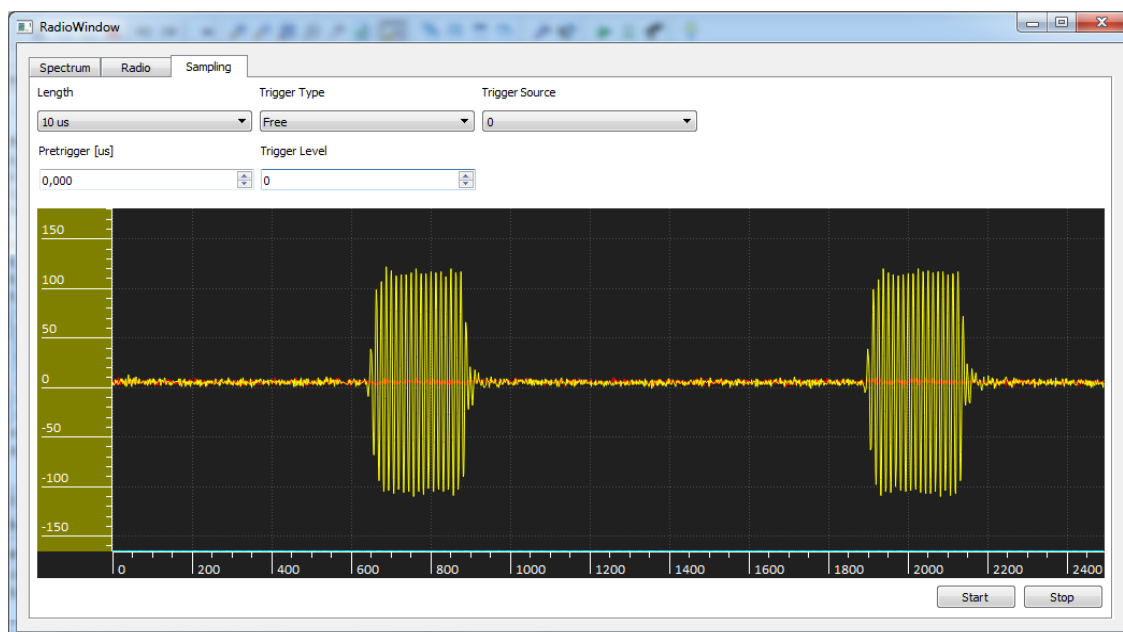 RadioWindow
Spectrum Radio Sampling
Length Trigger Type Trigger Source
10 us Free 0
Pretrigger [us] Trigger Level
0,000 0
150
100
50
0
-50
-100
-150
0 200 400 600 800 1000 1200 1400 1600 1800 2000 2200 2400
Start Stop